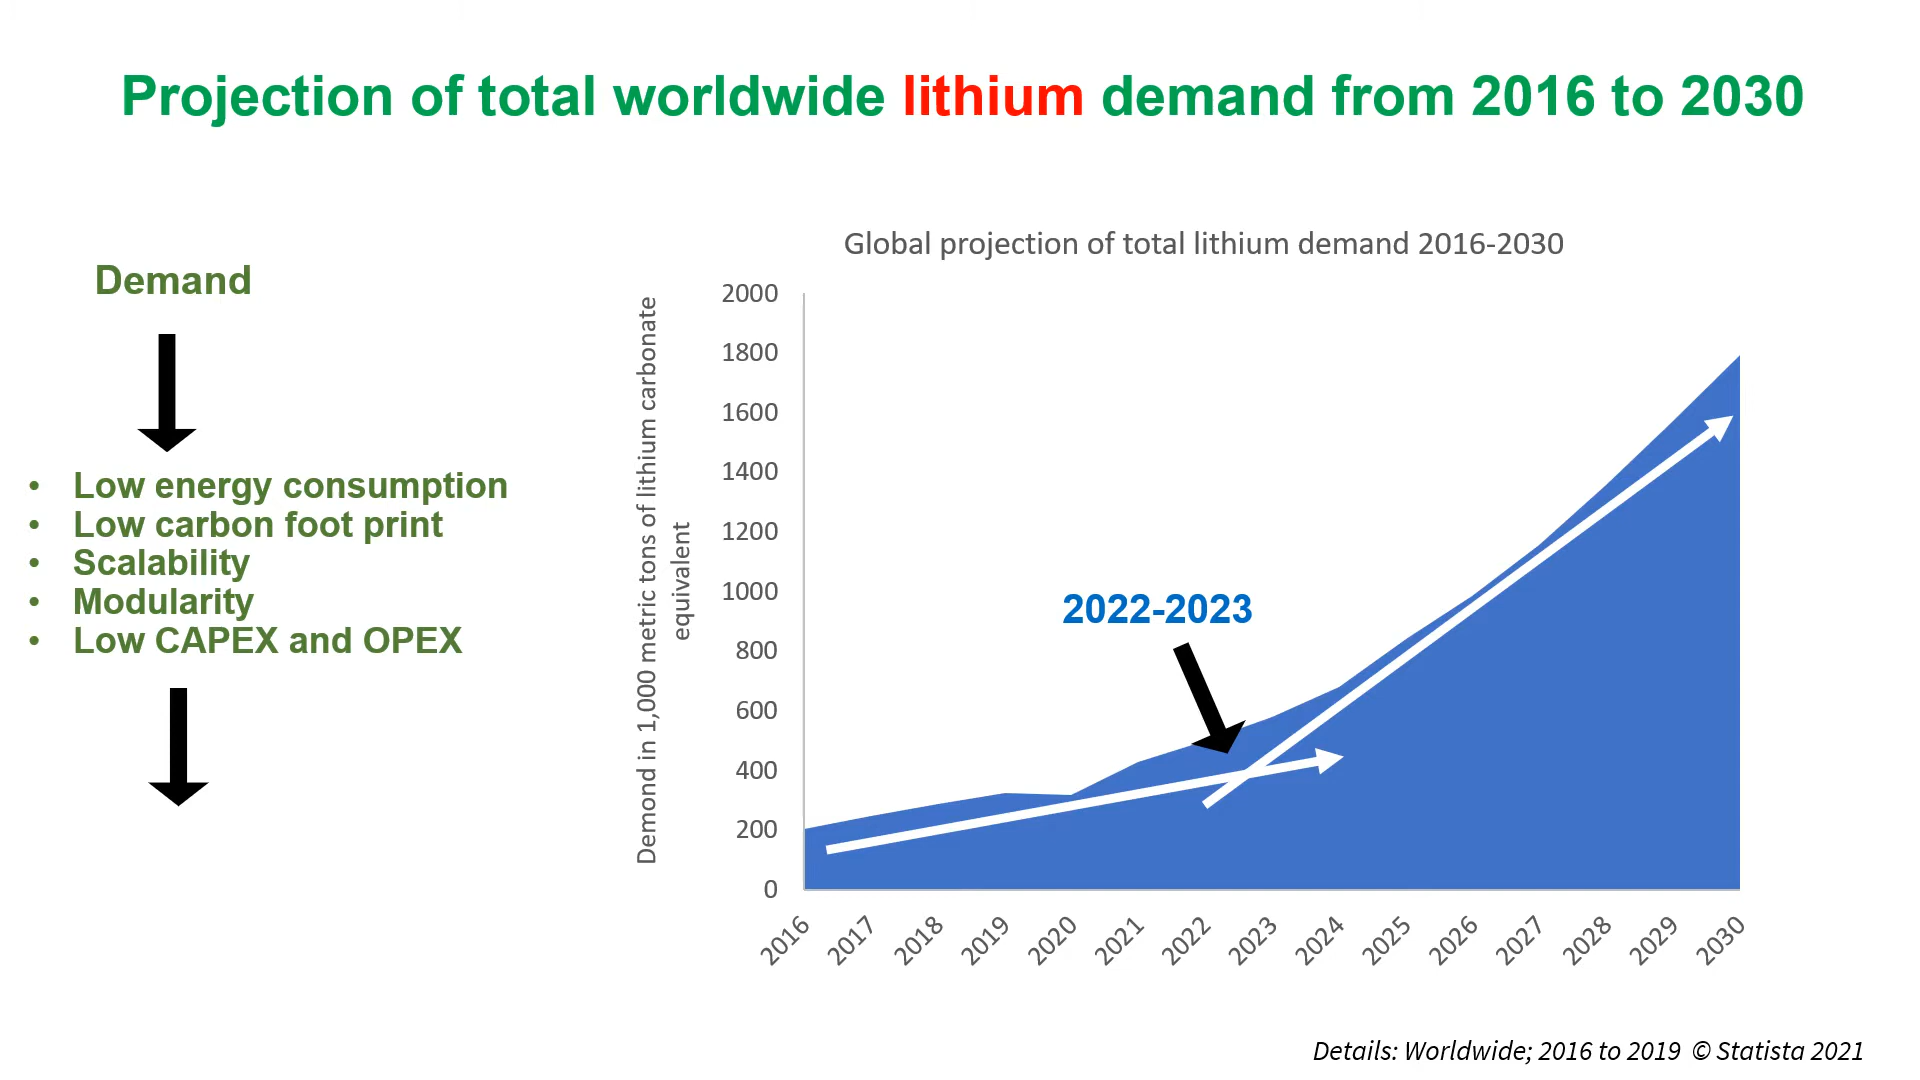 Projection of total worldwide lithium demand from 2016 to 2030
Demand
• Low energy consumption
• Low carbon foot print
• Scalability
• Modularity
• Low CAPEX and OPEX
Global projection of total lithium demand 2016-2030
Demond in 1,000 metric tons of lithium carbonate
equivalent
2000
1800
1600
1400
1200
1000
800
600
400
200
0
2022-2023
2016
2017
2018
2019
2020
2021
2022
2023
2024
2025
2026
2027
2028
2029
2030
Details: Worldwide; 2016 to 2019 © Statista 2021